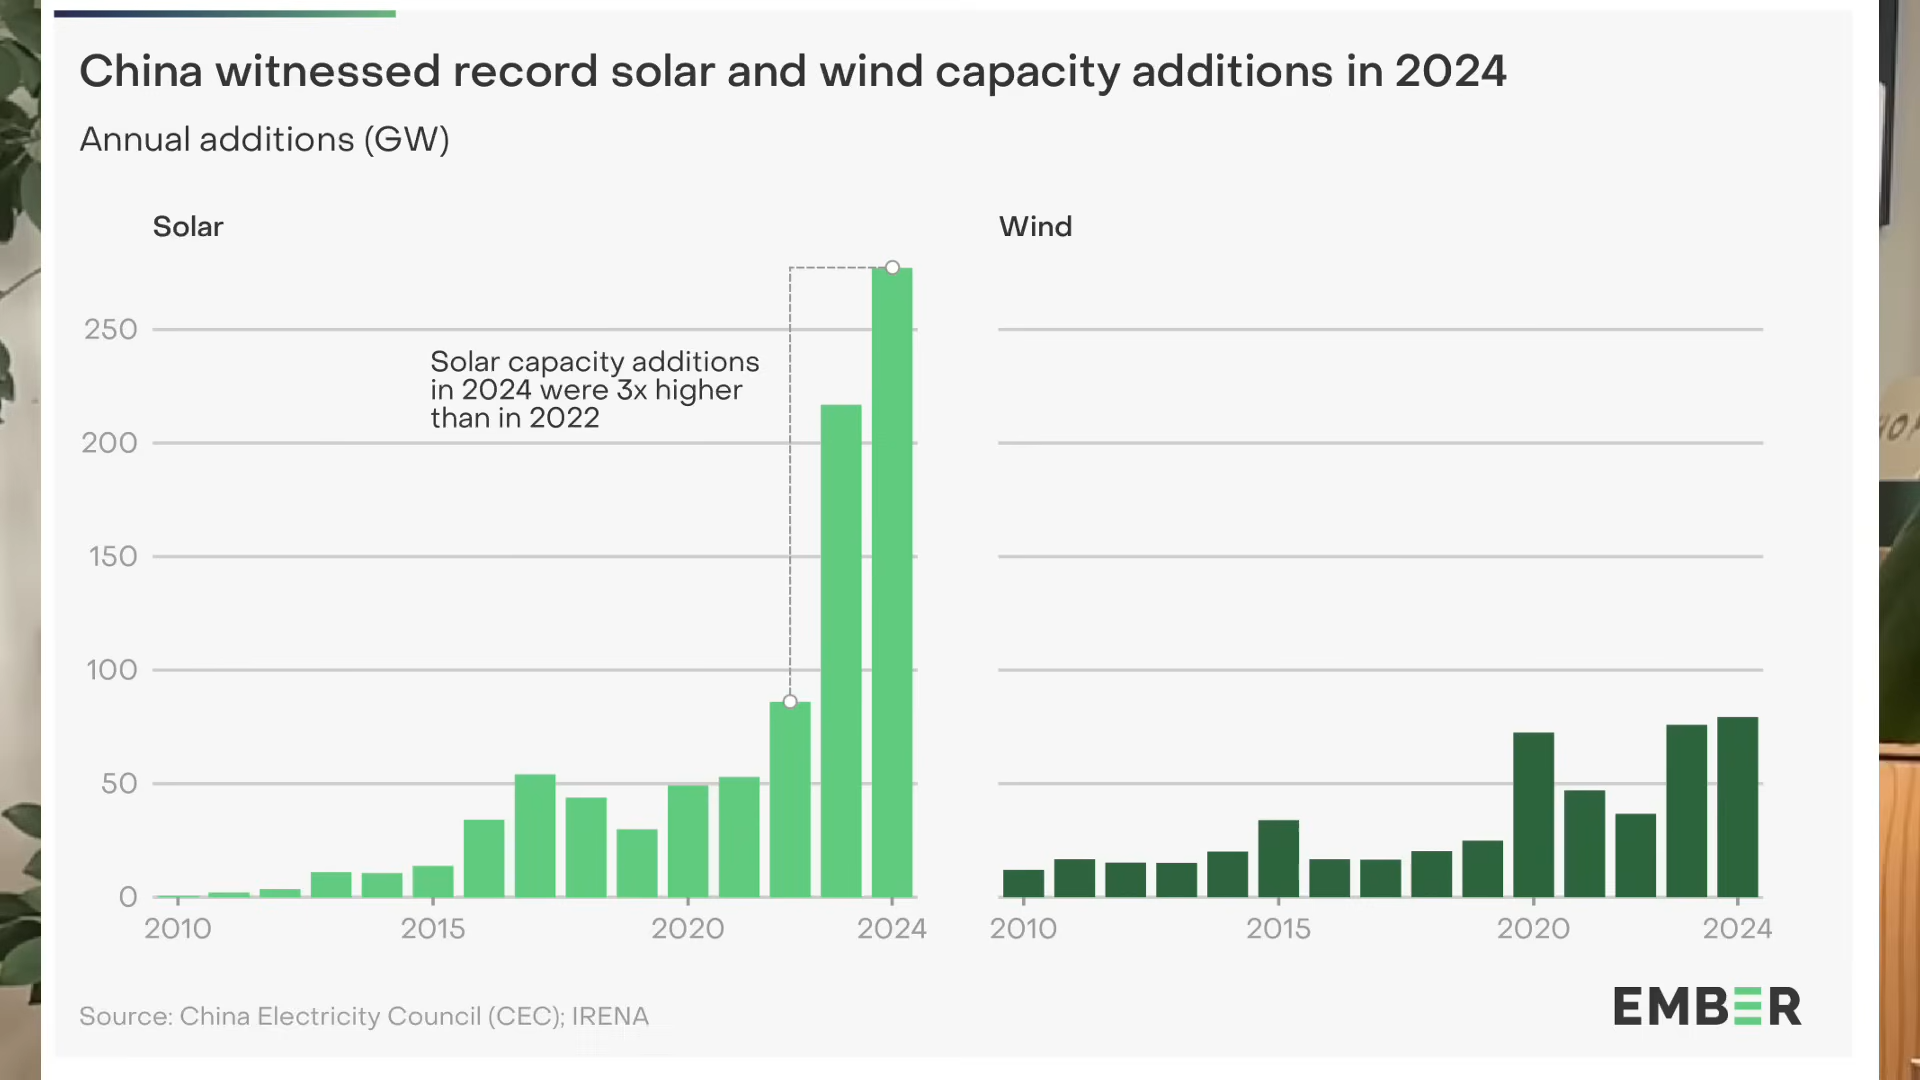 China witnessed record solar and wind capacity additions in 2024
Annual additions (GW)
Solar
Wind
250
200
150
100
50
0
Solar capacity additions
in 2024 were 3x higher
than in 2022
2010 2015 2020 2024
2010 2015 2020 2024
Source: China Electricity Council (CEC); IRENA
EMBER